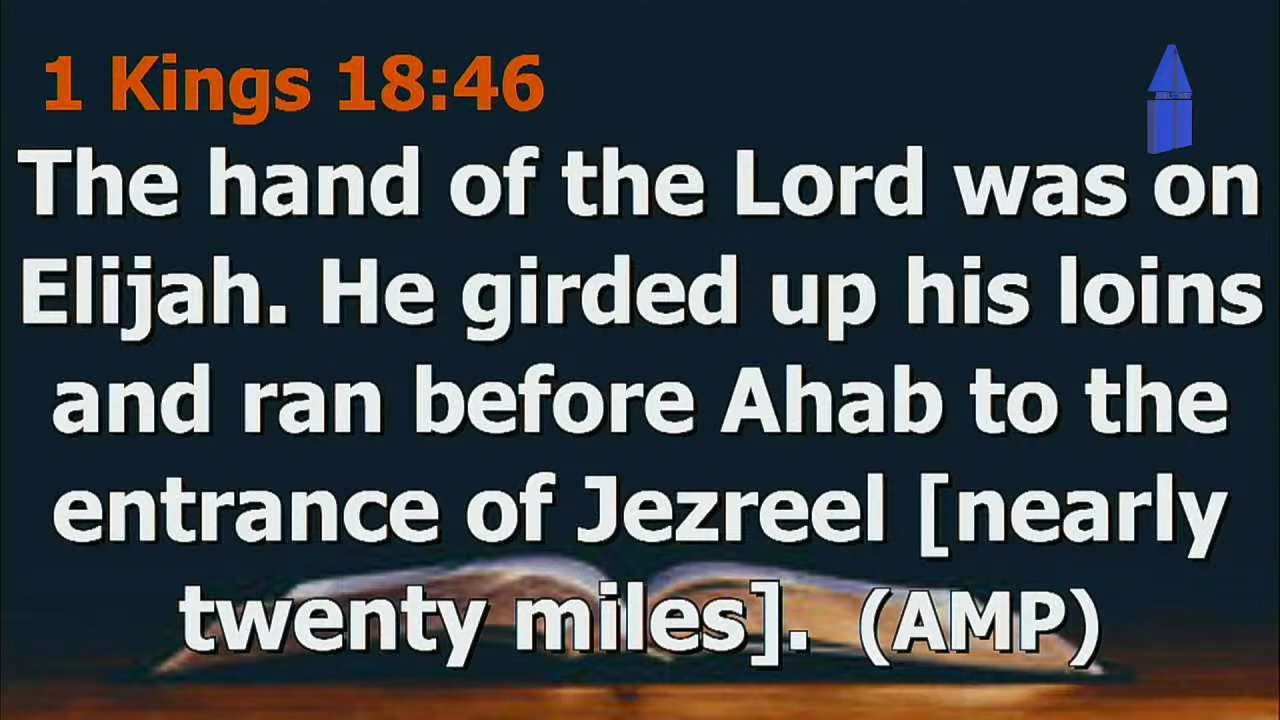 1 Kings 18:46
The hand of the Lord was on
Elijah. He girded up his loins
and ran before Ahab to the
entrance of Jezreel [nearly
twenty miles]. (AMP)